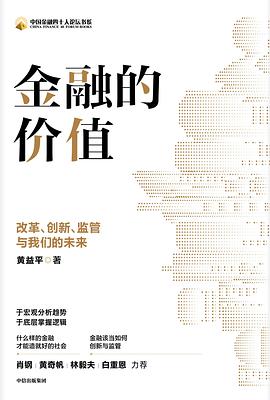 中国金融四十人论坛书系
CHINA FINANCE 40 FORUM BOOKS
金融的
价值
改革、创新、监管
与我们的未来
黄益平 著
于宏观分析趋势
于底层掌握逻辑
什么样的金融
才能造就好的社会
金融该当如何
创新与监管
肖钢 | 黄奇帆 | 林毅夫 | 白重恩 力荐
中信出版集团